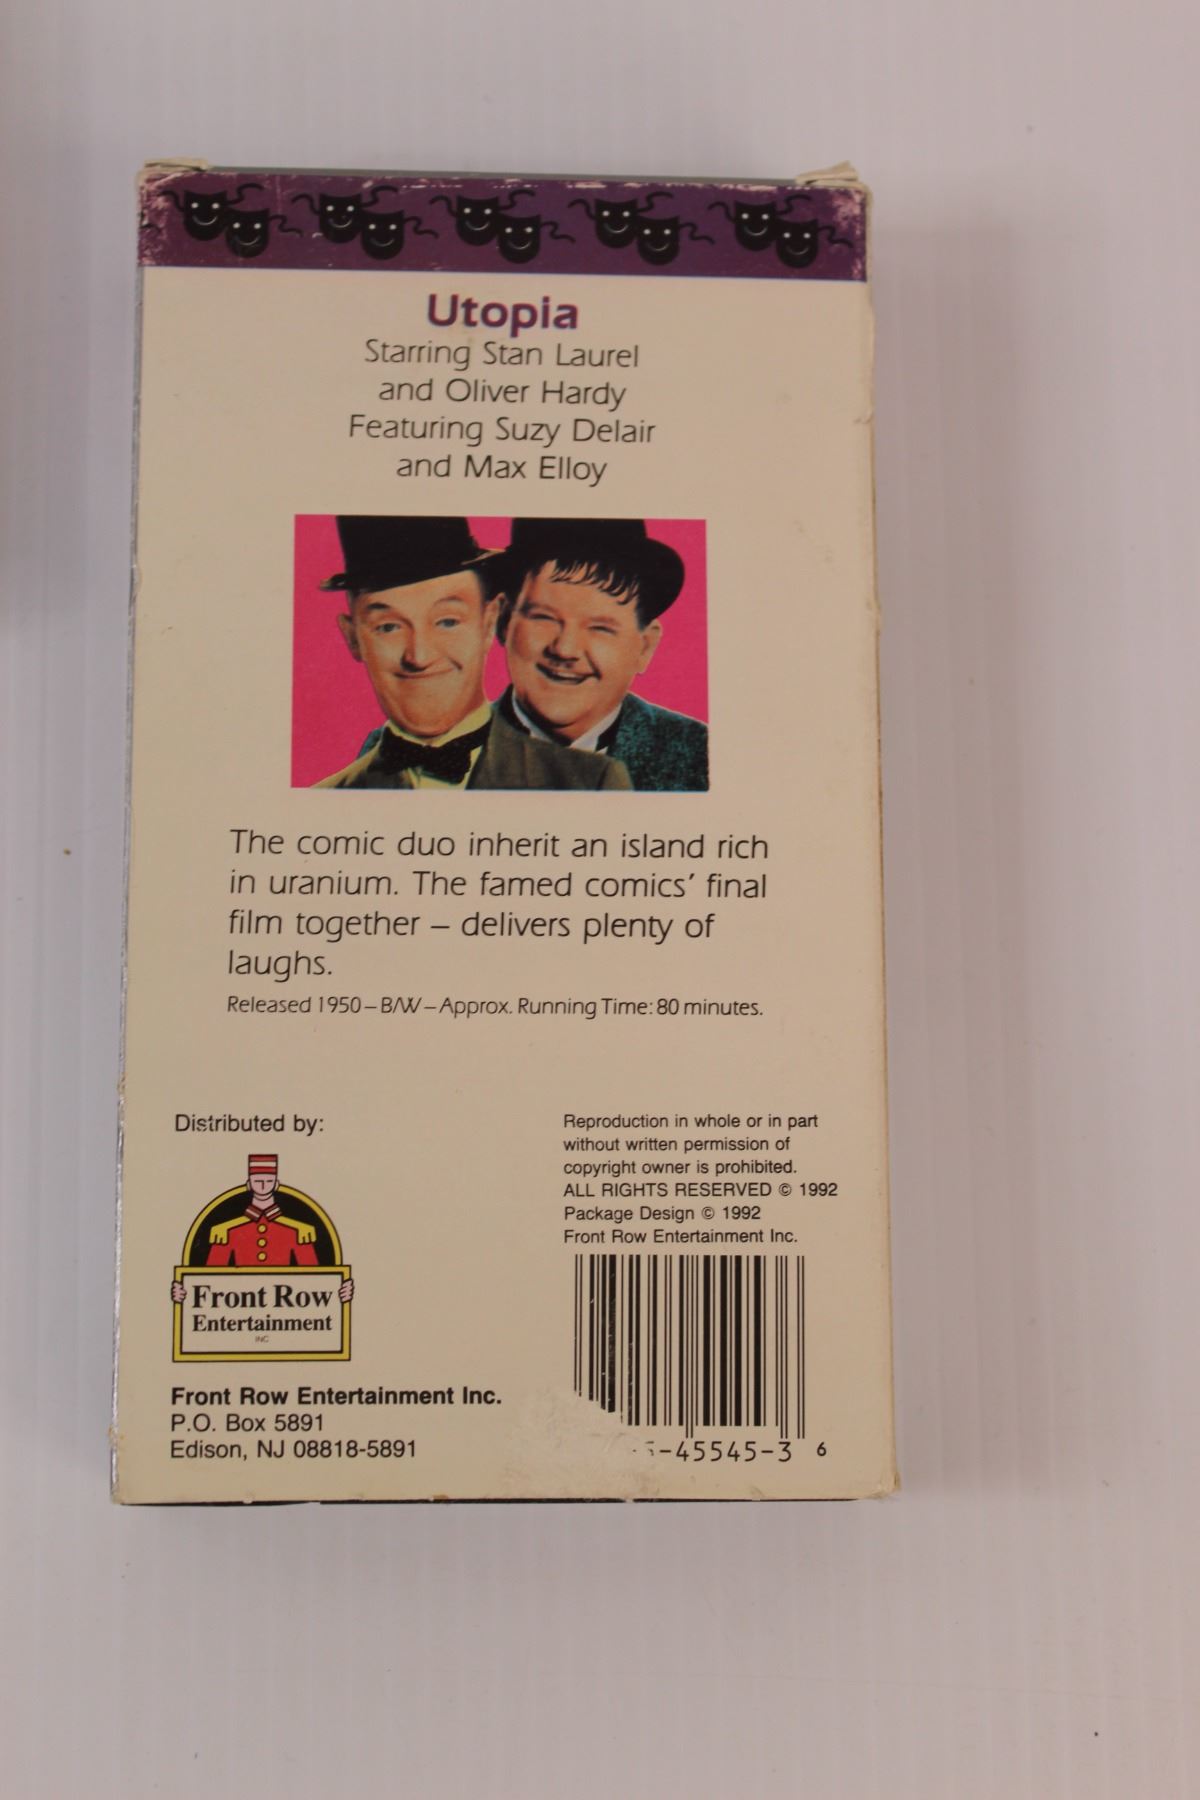 Utopia
Starring Stan Laurel
and Oliver Hardy
Featuring Suzy Delair
and Max Elloy
The comic duo inherit an island rich
in uranium. The famed comics' final
film together – delivers plenty of
laughs.
Released 1950 – B/W – Approx. Running Time: 80 minutes.
Distributed by:
Front Row
Entertainment
INC
Front Row Entertainment Inc.
P.O. Box 5891
Edison, NJ 08818-5891
Reproduction in whole or in part
without written permission of
copyright owner is prohibited.
ALL RIGHTS RESERVED © 1992
Package Design © 1992
Front Row Entertainment Inc.
-45545-3 6